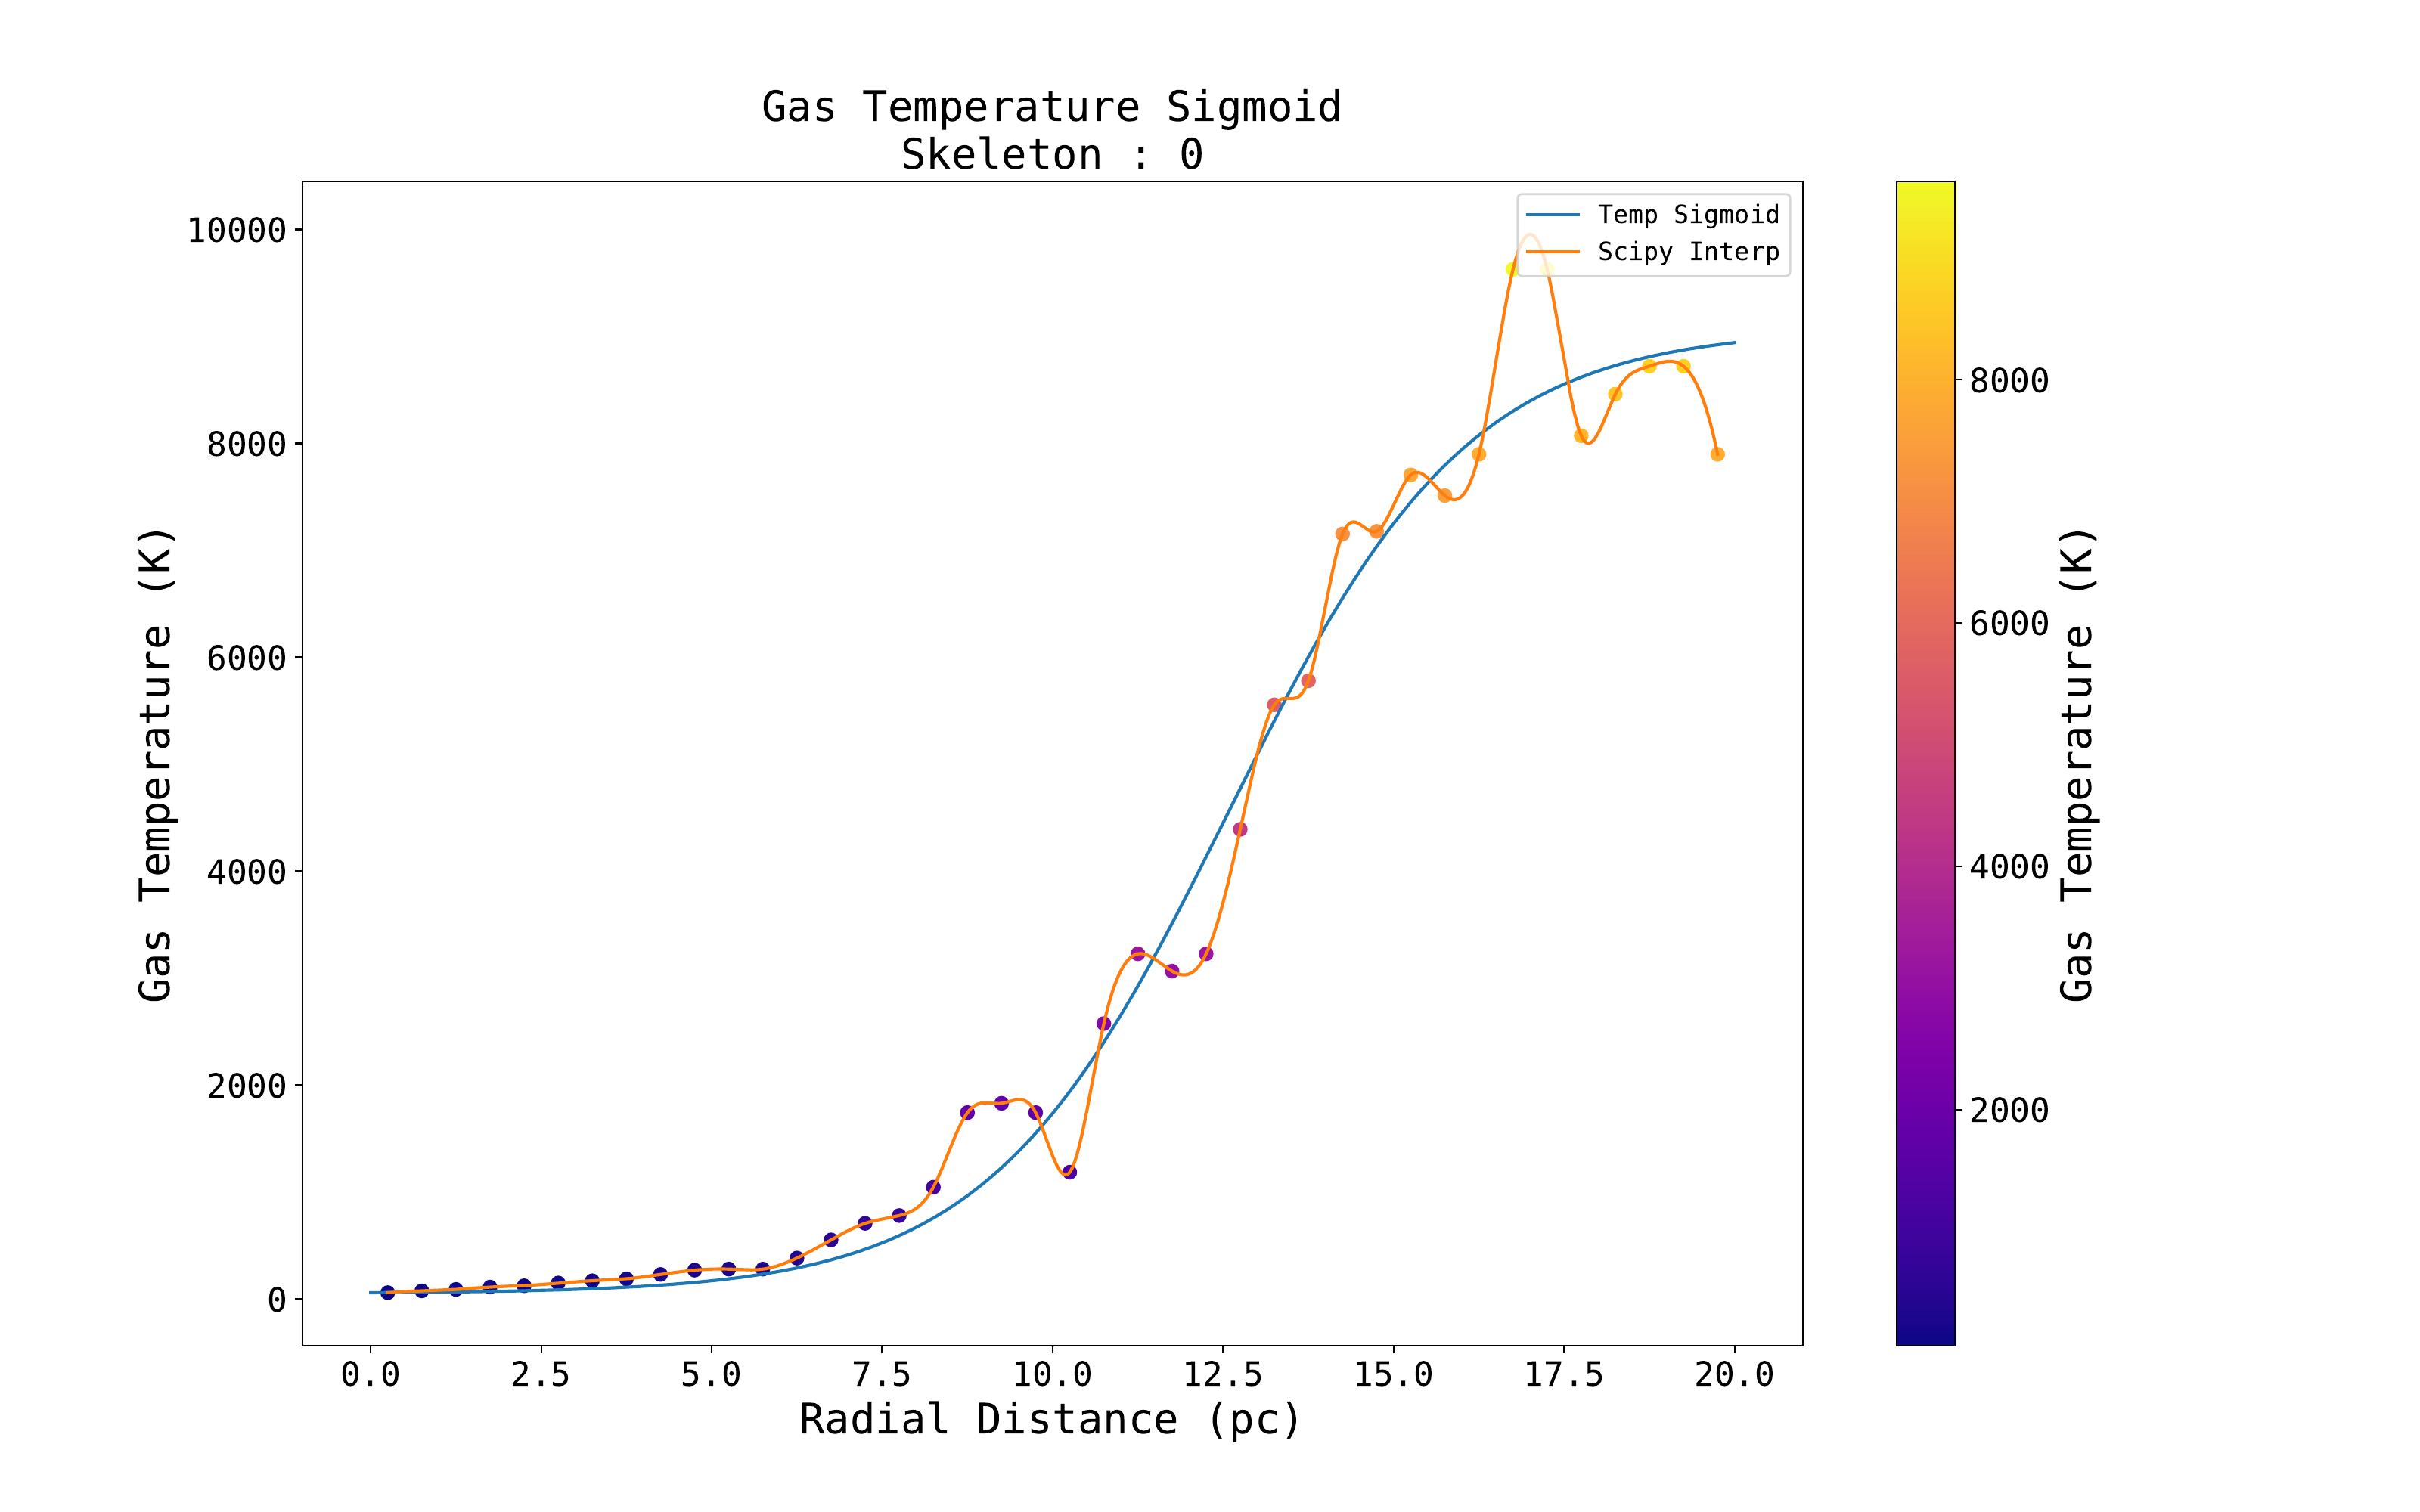 Gas Temperature Sigmoid
Skeleton : 0
Temp Sigmoid
Scipy Interp
10000
8000
6000
4000
2000
0
Gas Temperature (K)
0.0 2.5 5.0 7.5 10.0 12.5 15.0 17.5 20.0
Radial Distance (pc)
8000
6000
4000
2000
Gas Temperature (K)